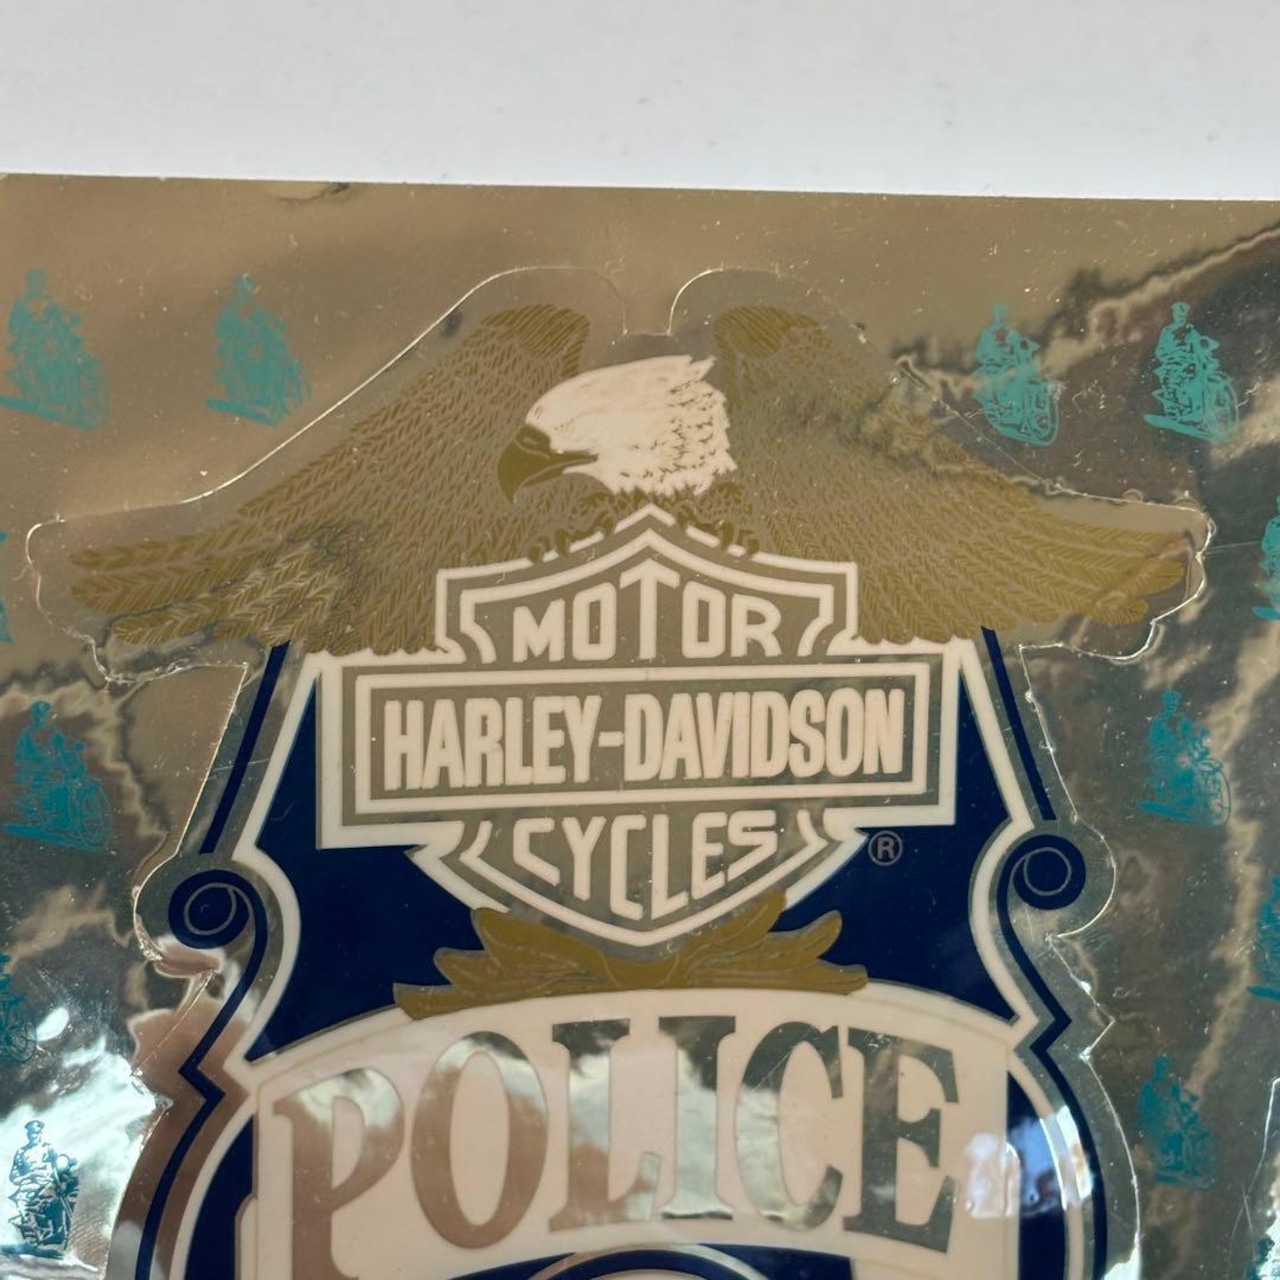 MOTOR
HARLEY-DAVIDSON
CYCLES
®
POLICE